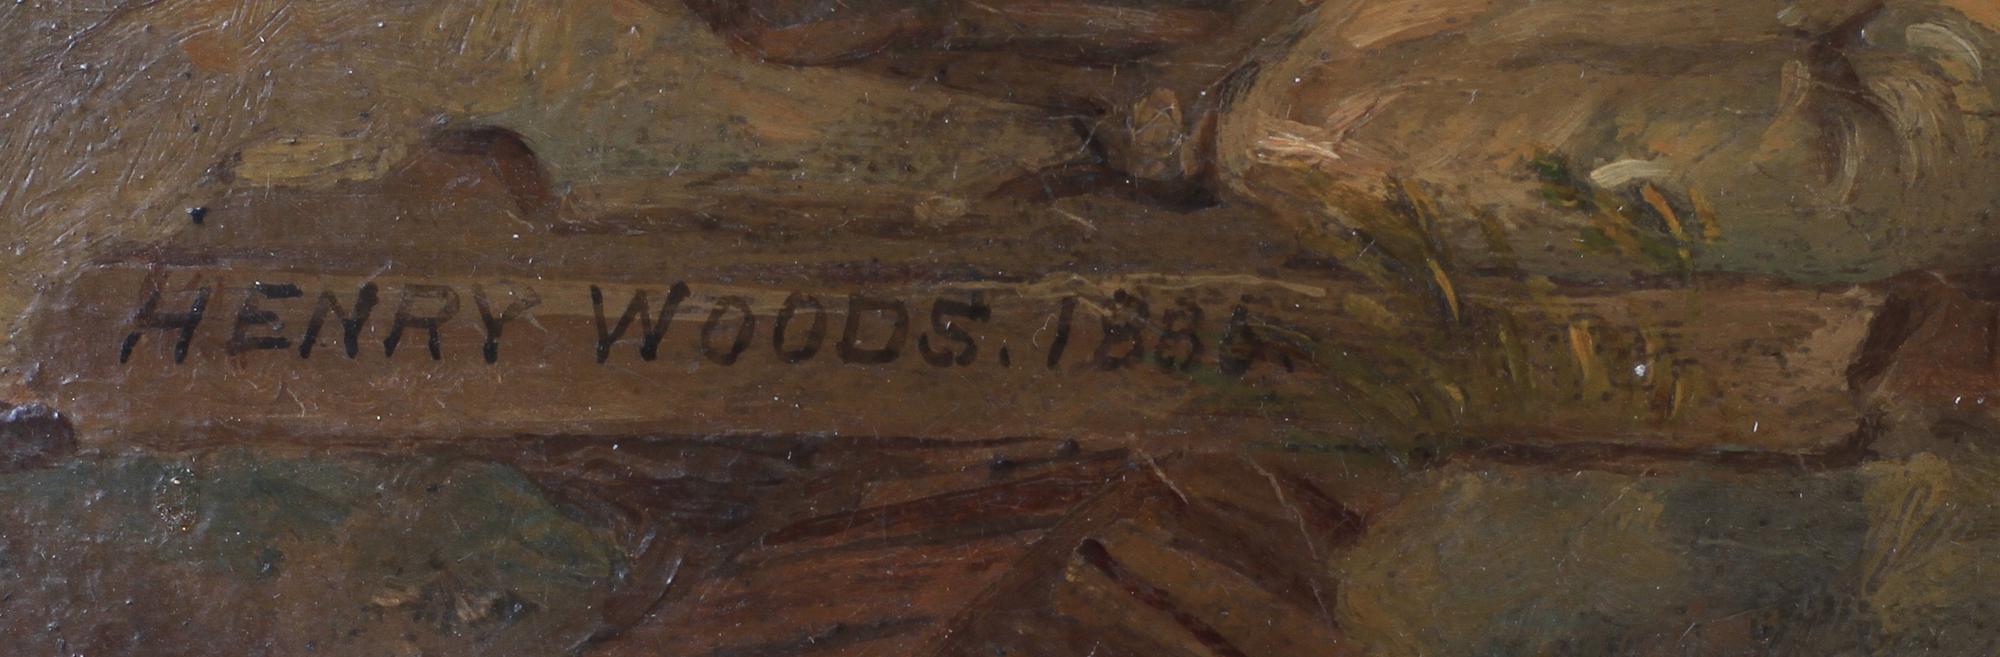 HENRY WOODS. 1886.